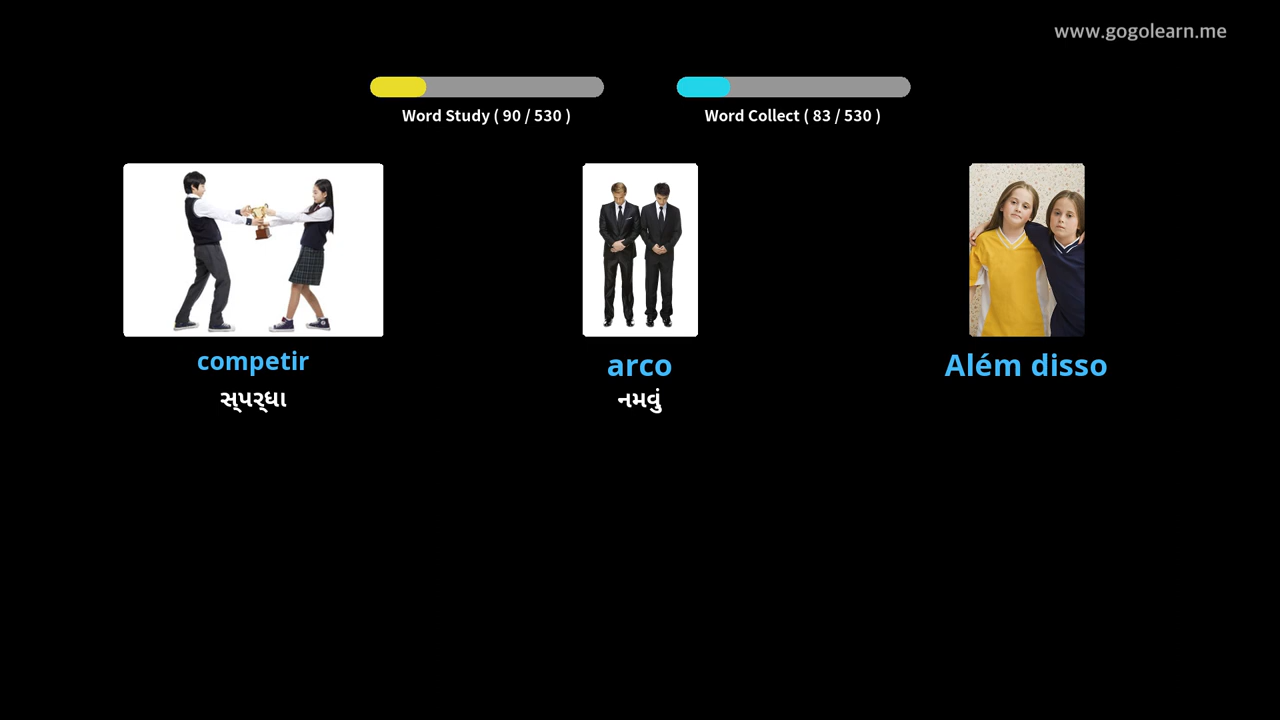 www.gogolearn.me
Word Study ( 90 / 530 )
Word Collect ( 83 / 530 )
competir
arco
Além disso
સ્પર્ધા
નમવું